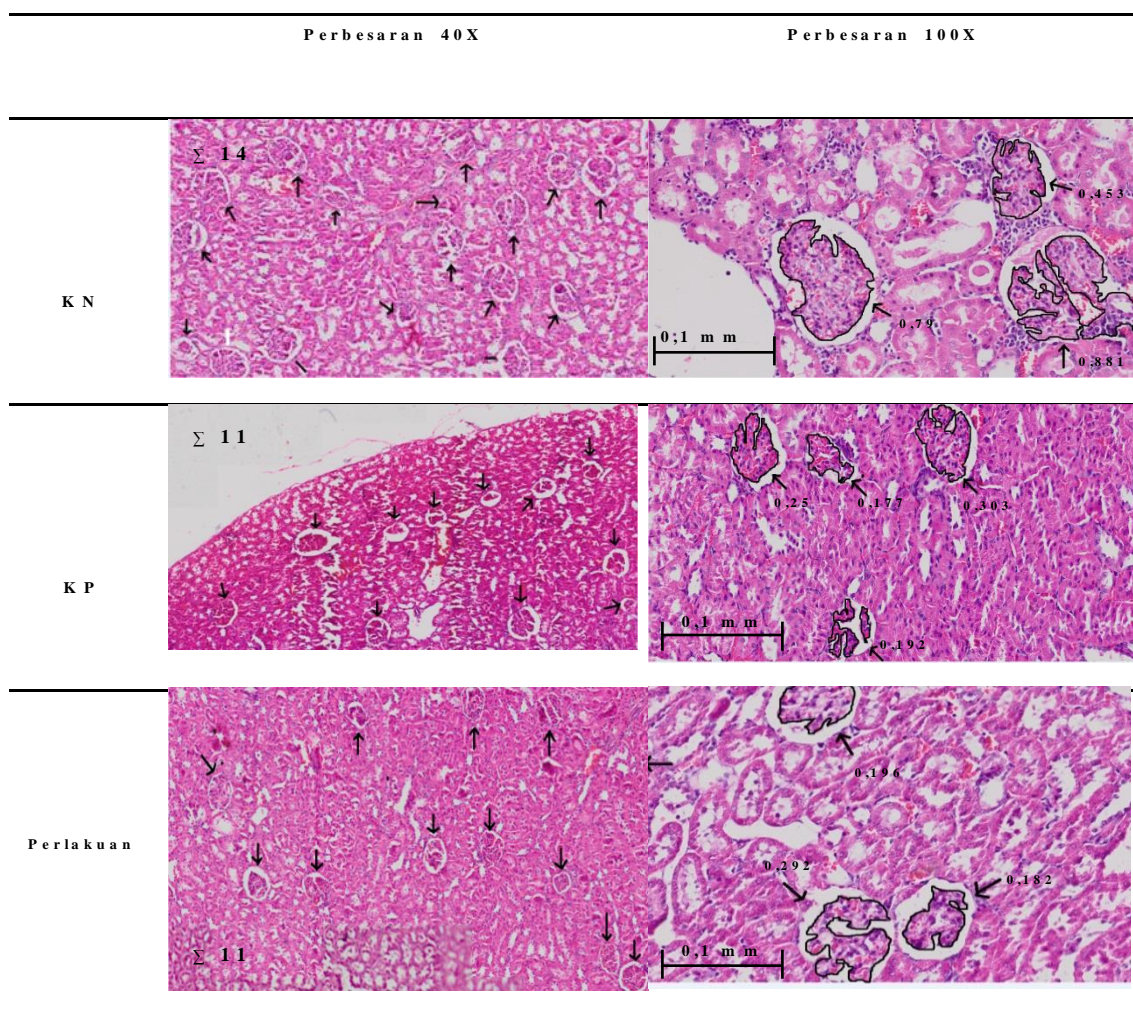 Perbesaran 40X Perbesaran 100X
∑ 14
KN
0,453
0,79
0,1 mm
0,881
∑ 11
KP
0,25
0,177
0,303
0,1 mm
0,192
Perlakuan
∑ 11
0,196
0,292
0,182
0,1 mm